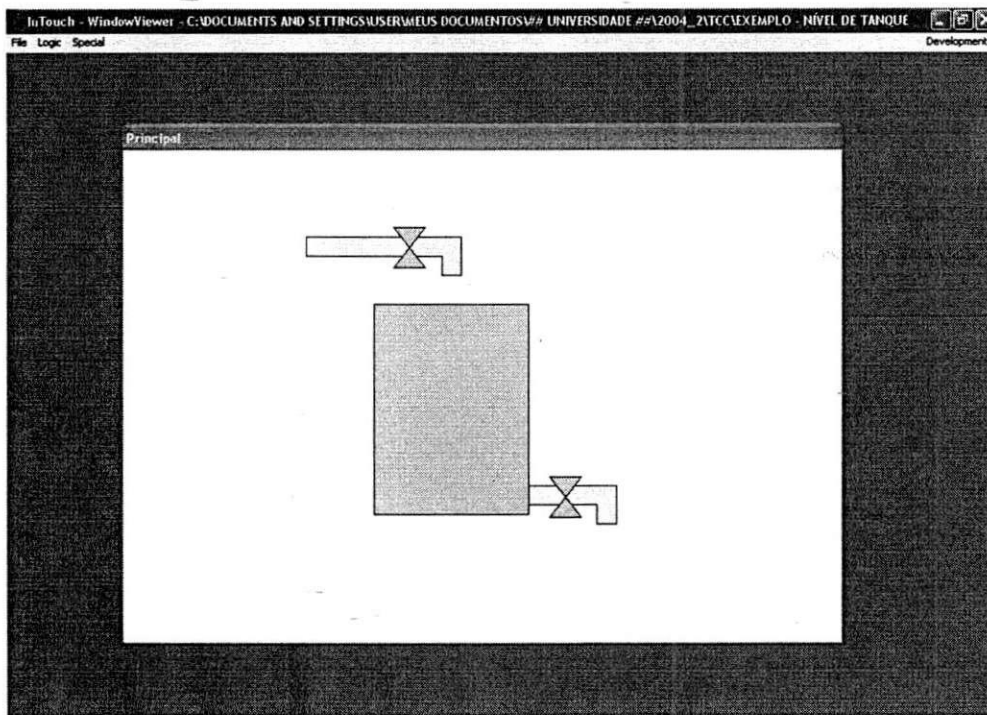 InTouch - WindowViewer - C:\DOCUMENTS AND SETTINGS\USER\MEUS DOCUMENTOS\## UNIVERSIDADE ##\2004_2\TCC\EXEMPLO - NÍVEL DE TANQUE
File Logic Special Development
Principal